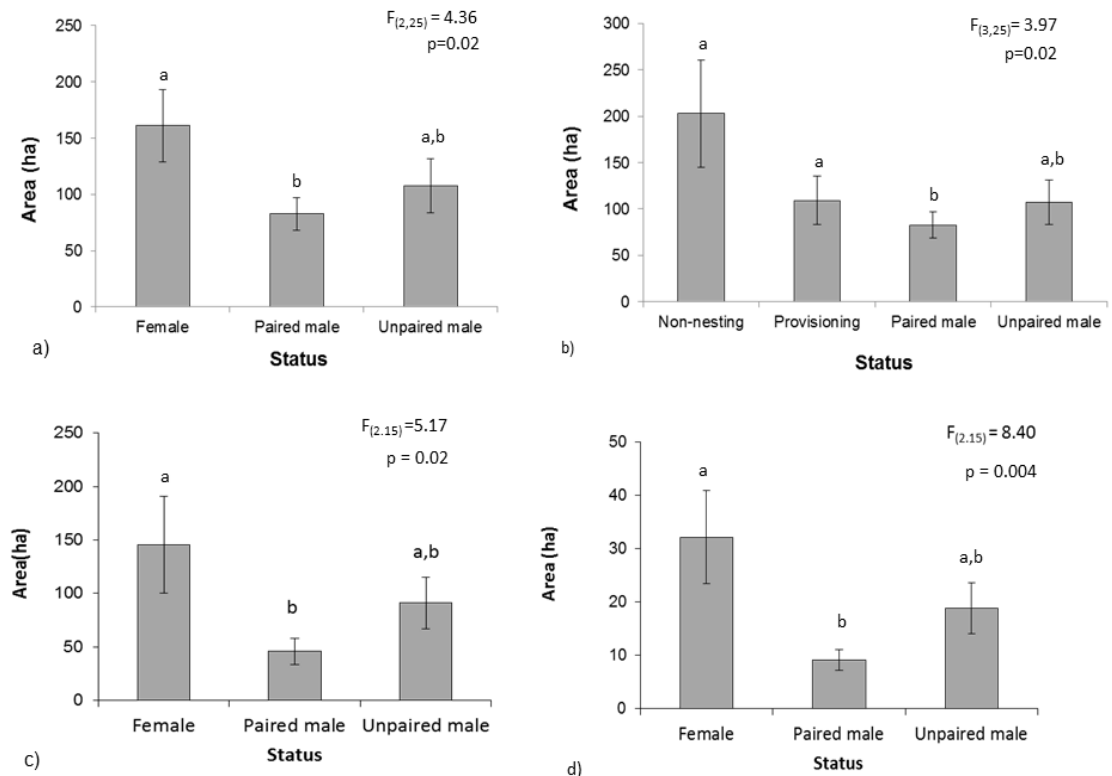 250
200
150
100
50
0
Area (ha)
F(2,25) = 4.36
p=0.02
a
b
a,b
Female Paired male Unpaired male
a)
Status
300
250
200
150
100
50
0
Area (ha)
F(3,25)= 3.97
p=0.02
a
a
b
a,b
Non-nesting Provisioning Paired male Unpaired male
b)
Status
250
200
150
100
50
0
Area(ha)
F(2.15) =5.17
p = 0.02
a
b
a,b
Female Paired male Unpaired male
Status
c)
50
40
30
20
10
0
Area (ha)
F(2.15) = 8.40
p = 0.004
a
b
a,b
Female Paired male Unpaired male
Status
d)